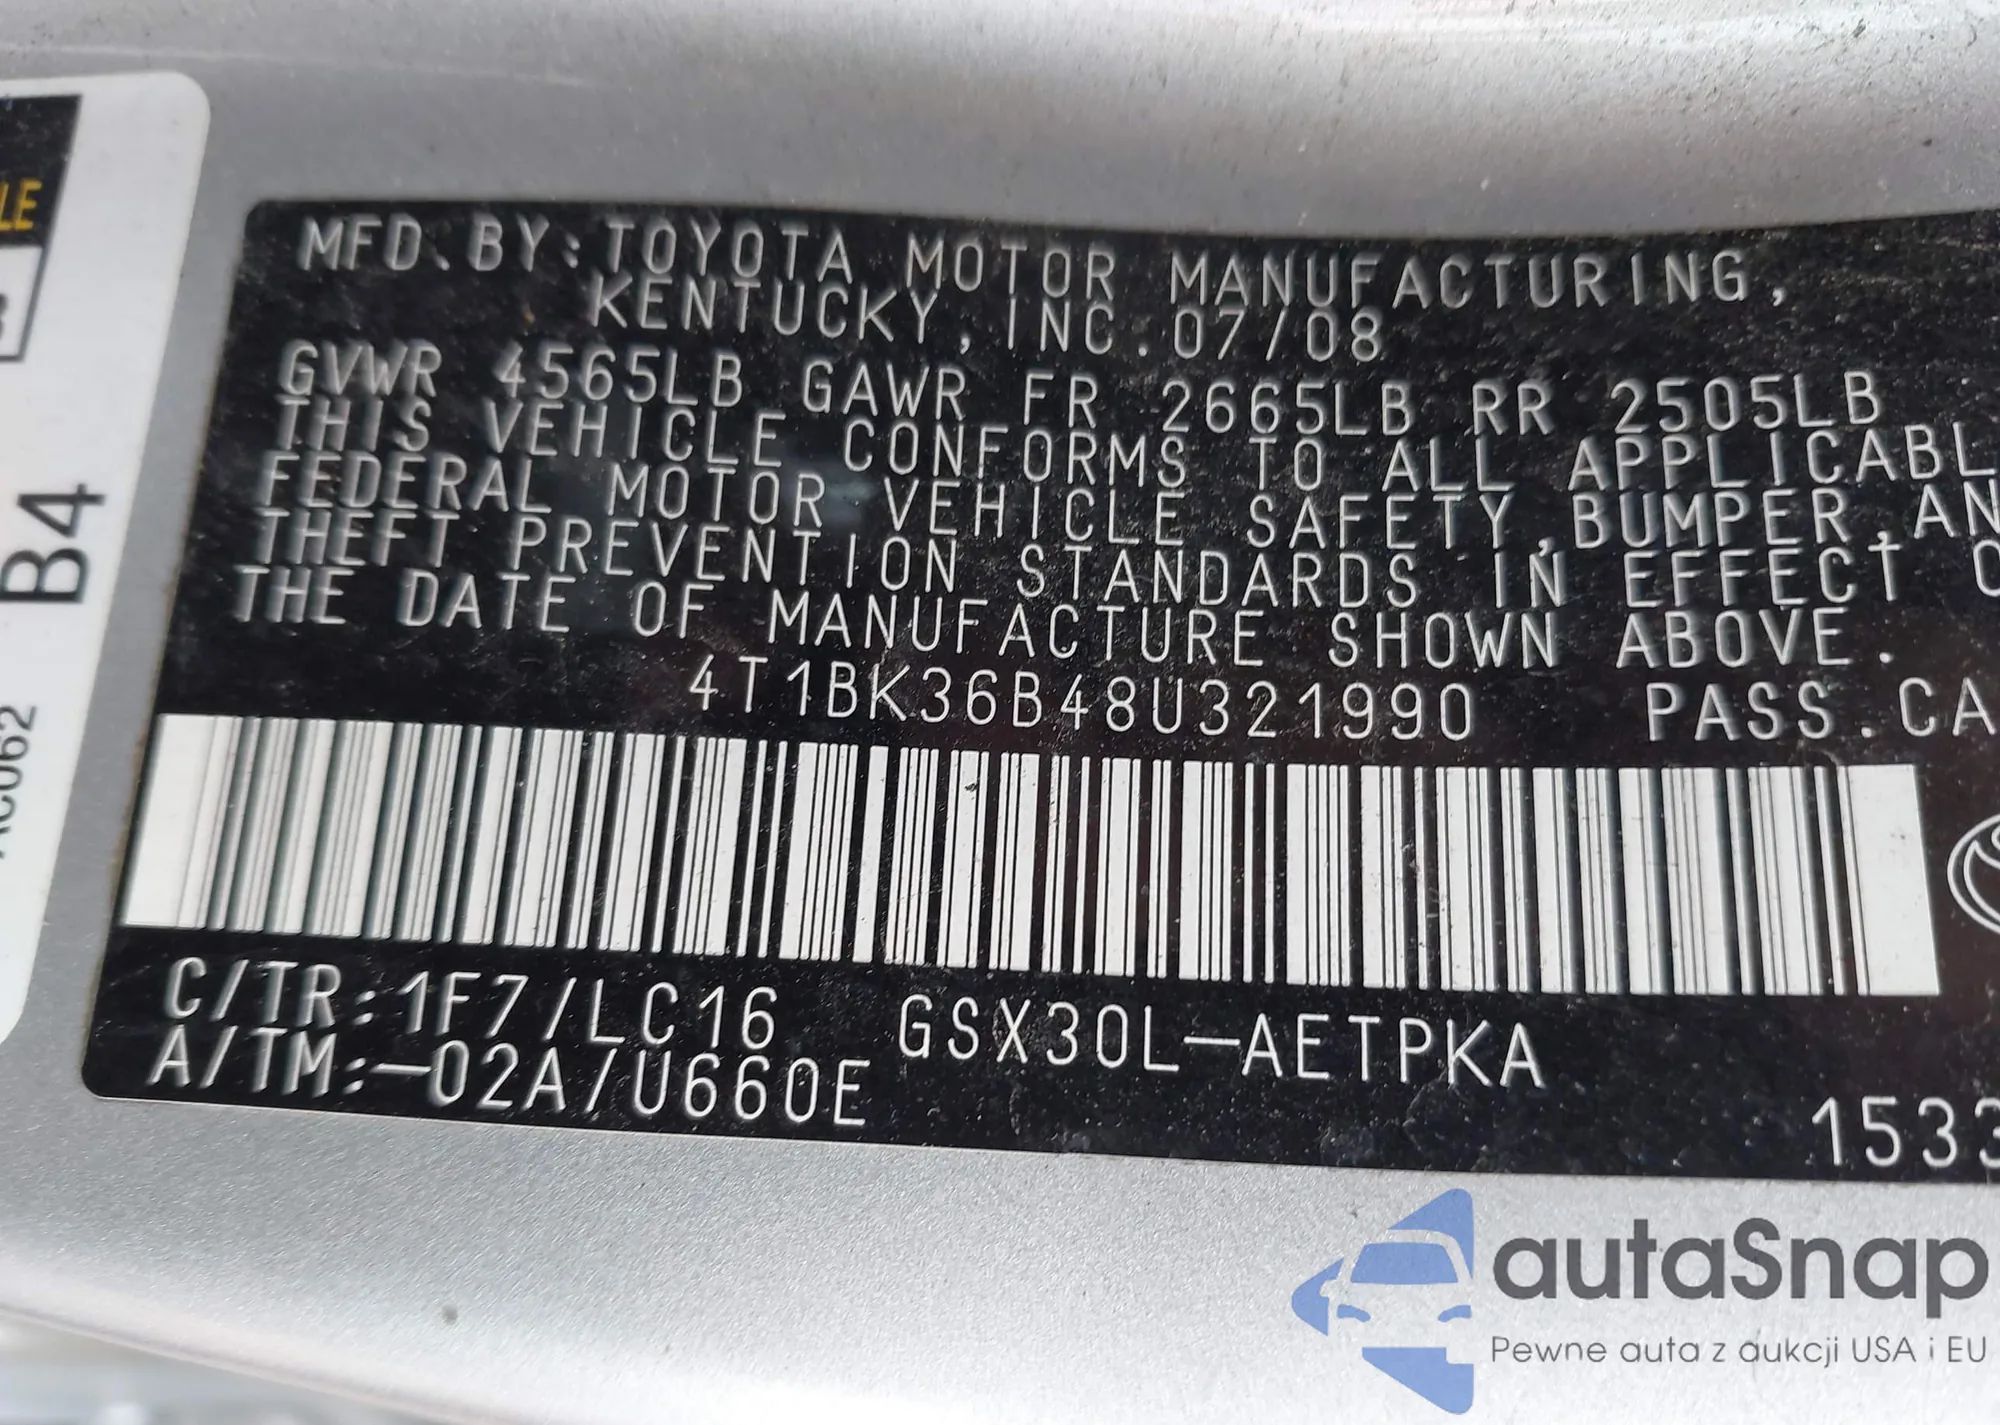 MFD.BY:TOYOTA MOTOR MANUFACTURING,
KENTUCKY, INC.07/08
GVWR 4565LB GAWR FR 2665LB RR 2505LB
THIS VEHICLE CONFORMS TO ALL APPLICABL
FEDERAL MOTOR VEHICLE SAFETY,BUMPER,AN
THEFT PREVENTION STANDARDS IN EFFECT O
THE DATE OF MANUFACTURE SHOWN ABOVE.
4T1BK36B48U321990 PASS.CA
C/TR:1F7/LC16 GSX30L-AETPKA
A/TM:-02A/U660E
1533
LE
B4
AC062
autaSnap
Pewne auta z aukcji USA i EU